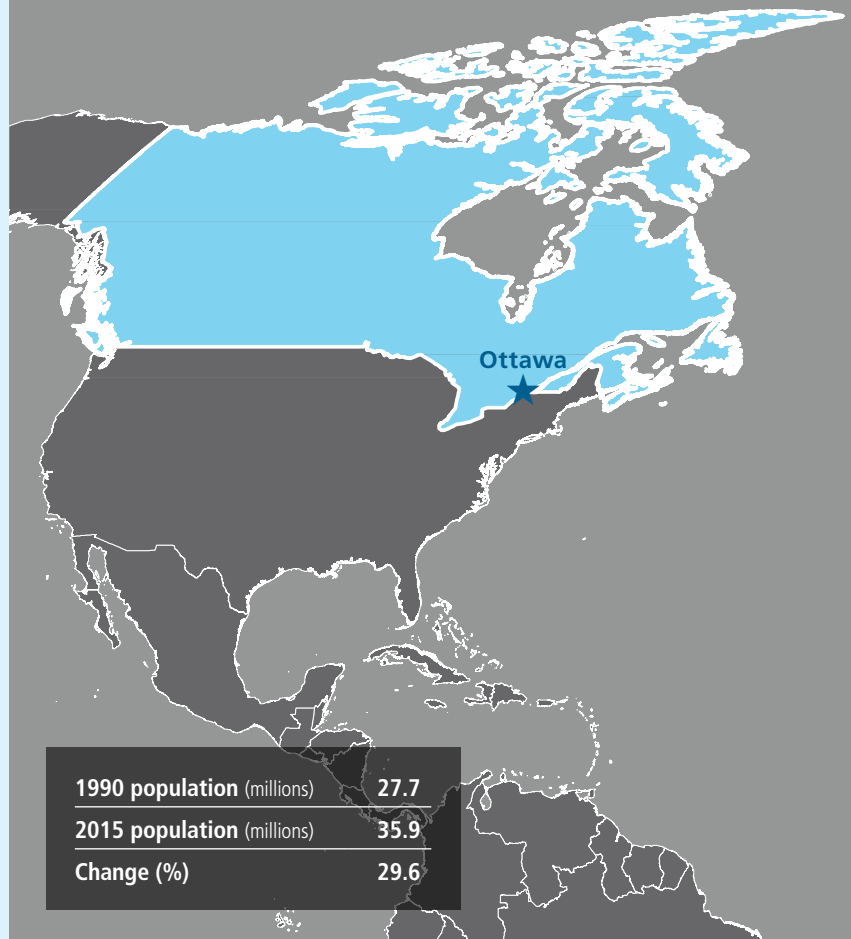 Ottawa
1990 population (millions) 27.7
2015 population (millions) 35.9
Change (%) 29.6